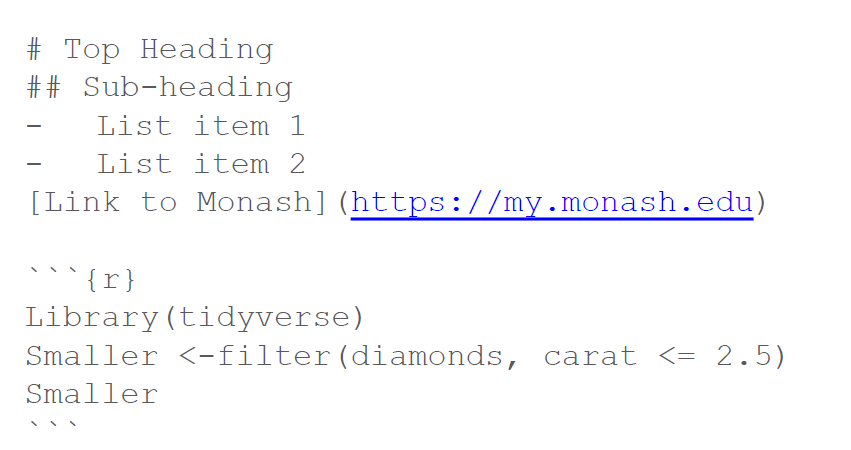 # Top Heading
## Sub-heading
-   List item 1
-   List item 2
[Link to Monash](https://my.monash.edu)

```{r}
Library(tidyverse)
Smaller <-filter(diamonds, carat <= 2.5)
Smaller
```